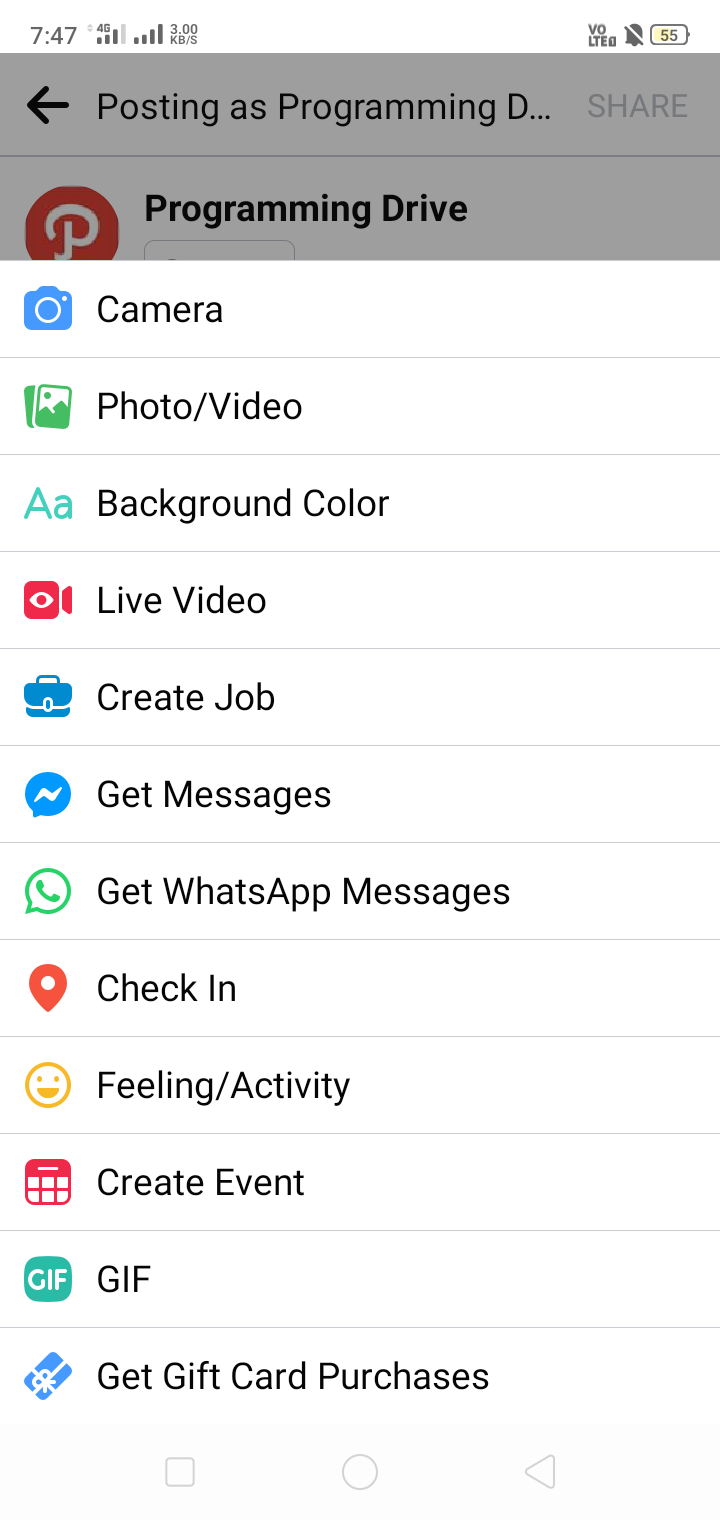 7:47 4G 3.00 KB/S VO LTE 55
Posting as Programming D... SHARE
Programming Drive
Camera
Photo/Video
Aa Background Color
Live Video
Create Job
Get Messages
Get WhatsApp Messages
Check In
Feeling/Activity
Create Event
GIF GIF
Get Gift Card Purchases